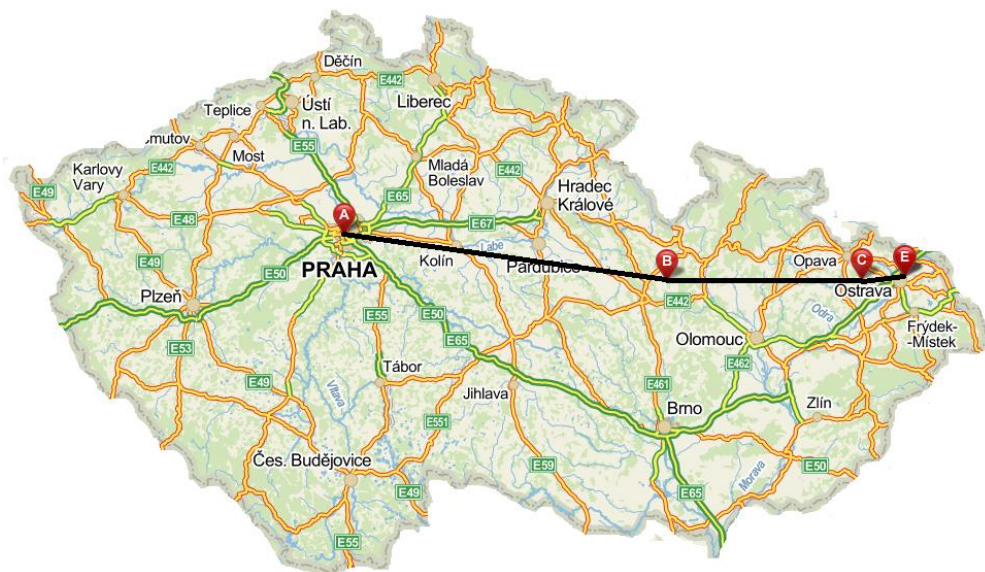 Děčín
E442
Liberec
Teplice
Ústí
n. Lab.
E55
mutov
Most
Mladá
Boleslav
Karlovy
Vary
E442
E49
E48
E65
E442
Hradec
Králové
A
E67
Labe
Kolín
Pardubice
PRAHA
E49
E50
Plzeň
B
E442
Opava
C
E
Ostrava
Odra
Frýdek-
-Místek
Olomouc
E50
E55
E65
E53
E462
Tábor
E49
Vltava
Jihlava
E461
Brno
Zlín
E551
Čes. Budějovice
E49
E59
E50
Morava
E65
E55